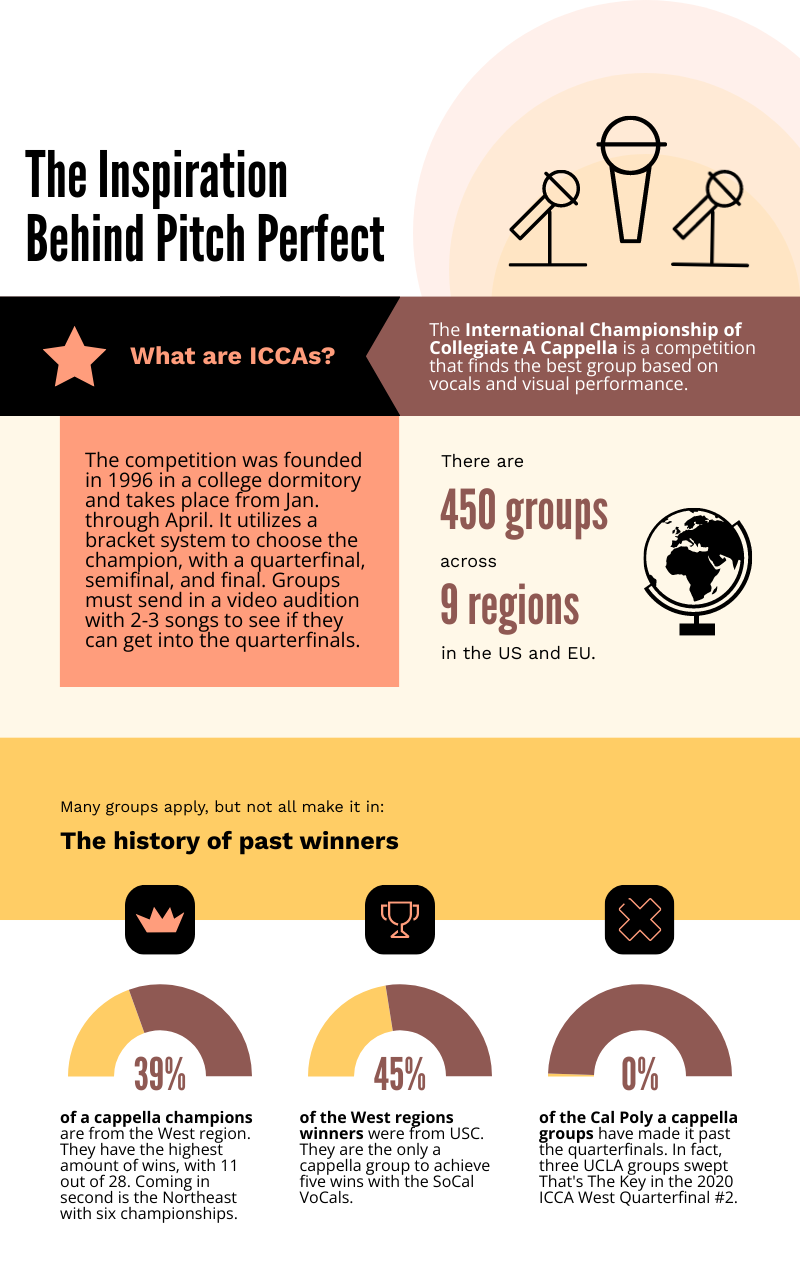 The Inspiration
Behind Pitch Perfect
What are ICCAs?
The International Championship of
Collegiate A Cappella is a competition
that finds the best group based on
vocals and visual performance.
The competition was founded
in 1996 in a college dormitory
and takes place from Jan.
through April. It utilizes a
bracket system to choose the
champion, with a quarterfinal,
semifinal, and final. Groups
must send in a video audition
with 2-3 songs to see if they
can get into the quarterfinals.
There are
450 groups
across
9 regions
in the US and EU.
Many groups apply, but not all make it in:
The history of past winners
39%
of a cappella champions
are from the West region.
They have the highest
amount of wins, with 11
out of 28. Coming in
second is the Northeast
with six championships.
45%
of the West regions
winners were from USC.
They are the only a
cappella group to achieve
five wins with the SoCal
VoCals.
0%
of the Cal Poly a cappella
groups have made it past
the quarterfinals. In fact,
three UCLA groups swept
That's The Key in the 2020
ICCA West Quarterfinal #2.